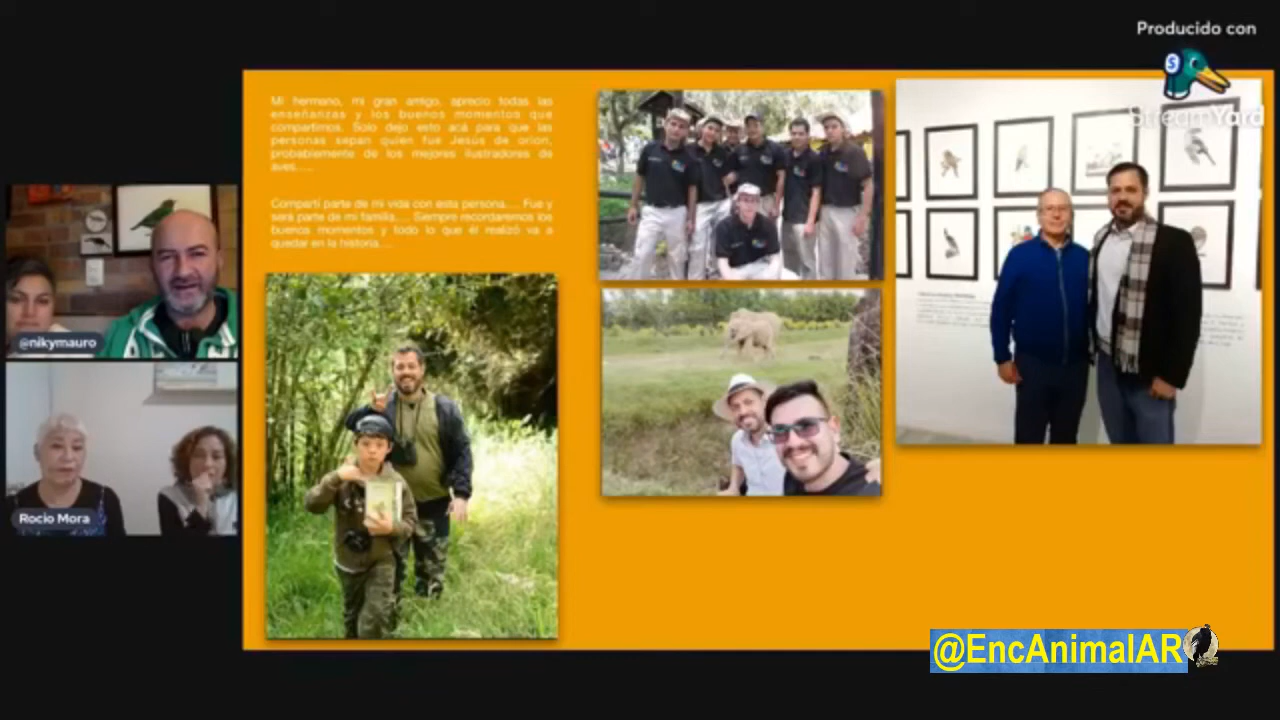 Producido con
StreamYard
Mi hermano, mi gran amigo, aprecio todas las
enseñanzas y los buenos momentos que
compartimos. Solo dejo esto acá para que las
personas sepan quien fue Jesús de orion,
probablemente de los mejores ilustradores de
aves.....
Compartí parte de mi vida con esta persona.... Fue y
será parte de mi familia.... Siempre recordaremos los
buenos momentos y todo lo que él realizó va a
quedar en la historia....
@nikymauro
Rocio Mora
@EncAnimalAR